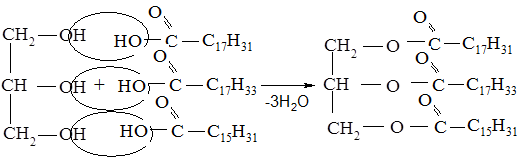 O O
CH₂ — OH HO — C — C₁₇H₃₁ CH₂ — O — C — C₁₇H₃₁
O O
CH — OH + HO — C — C₁₇H₃₃ CH — O — C — C₁₇H₃₃
-3H₂O
O O
CH₂ — OH HO — C — C₁₅H₃₁ CH₂ — O — C — C₁₅H₃₁